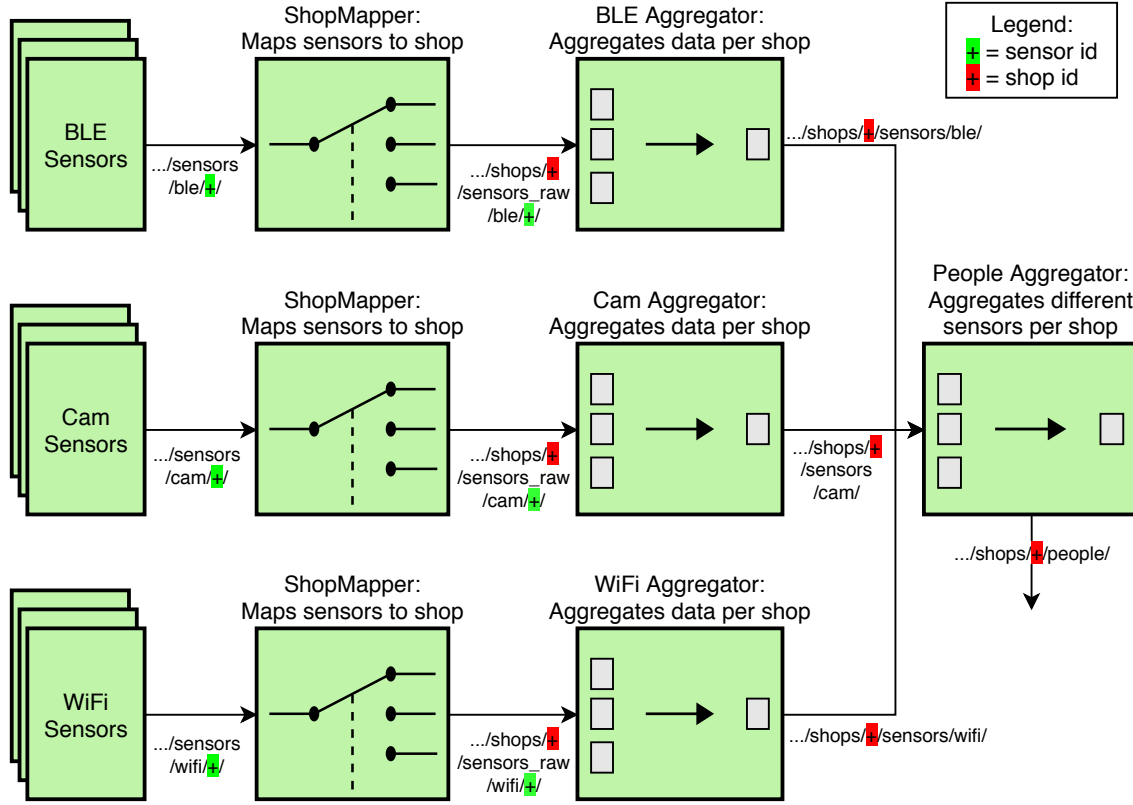 ShopMapper:
Maps sensors to shop
BLE Aggregator:
Aggregates data per shop
Legend:
+ = sensor id
+ = shop id
BLE
Sensors
.../sensors
/ble/+/
.../shops/+
/sensors_raw
/ble/+/
.../shops/+/sensors/ble/
ShopMapper:
Maps sensors to shop
Cam Aggregator:
Aggregates data per shop
People Aggregator:
Aggregates different
sensors per shop
Cam
Sensors
.../sensors
/cam/+/
.../shops/+
/sensors_raw
/cam/+/
.../shops/+
/sensors
/cam/
.../shops/+/people/
ShopMapper:
Maps sensors to shop
WiFi Aggregator:
Aggregates data per shop
WiFi
Sensors
.../sensors
/wifi/+/
.../shops/+
/sensors_raw
/wifi/+/
.../shops/+/sensors/wifi/